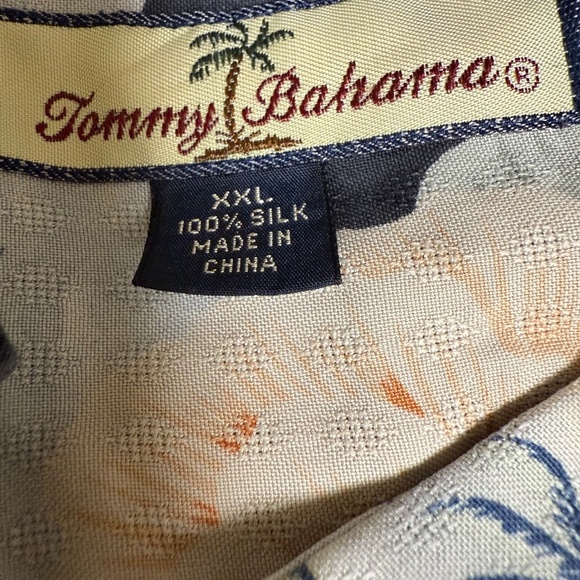 Tommy Bahama®
XXL
100% SILK
MADE IN
CHINA